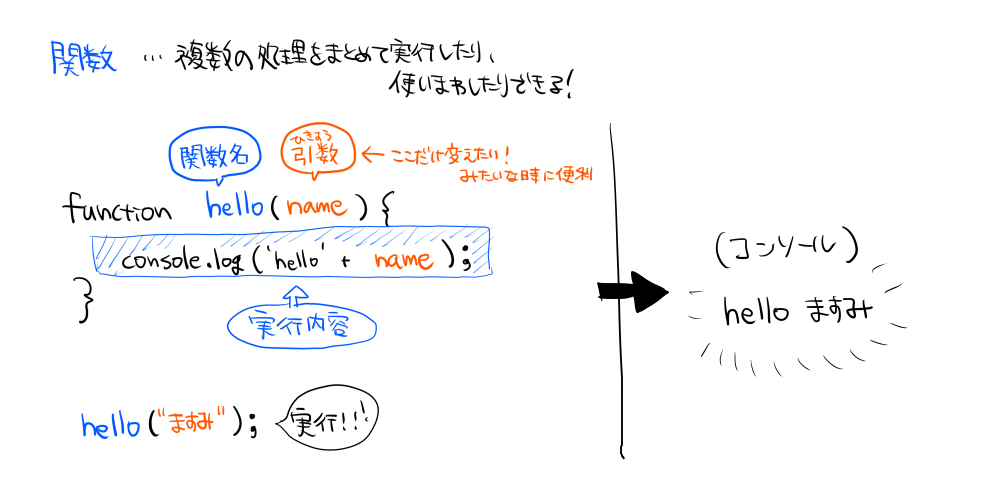 関数 … 複数の処理をまとめて実行したり、
使いまわしたりできる!
関数名
ひきすう
引数
← ここだけ変えたい!
みたいな時に便利
function hello(name) {
console.log('hello' + name);
}
実行内容
hello("ますみ");
実行!!!
(コンソール)
hello ますみ